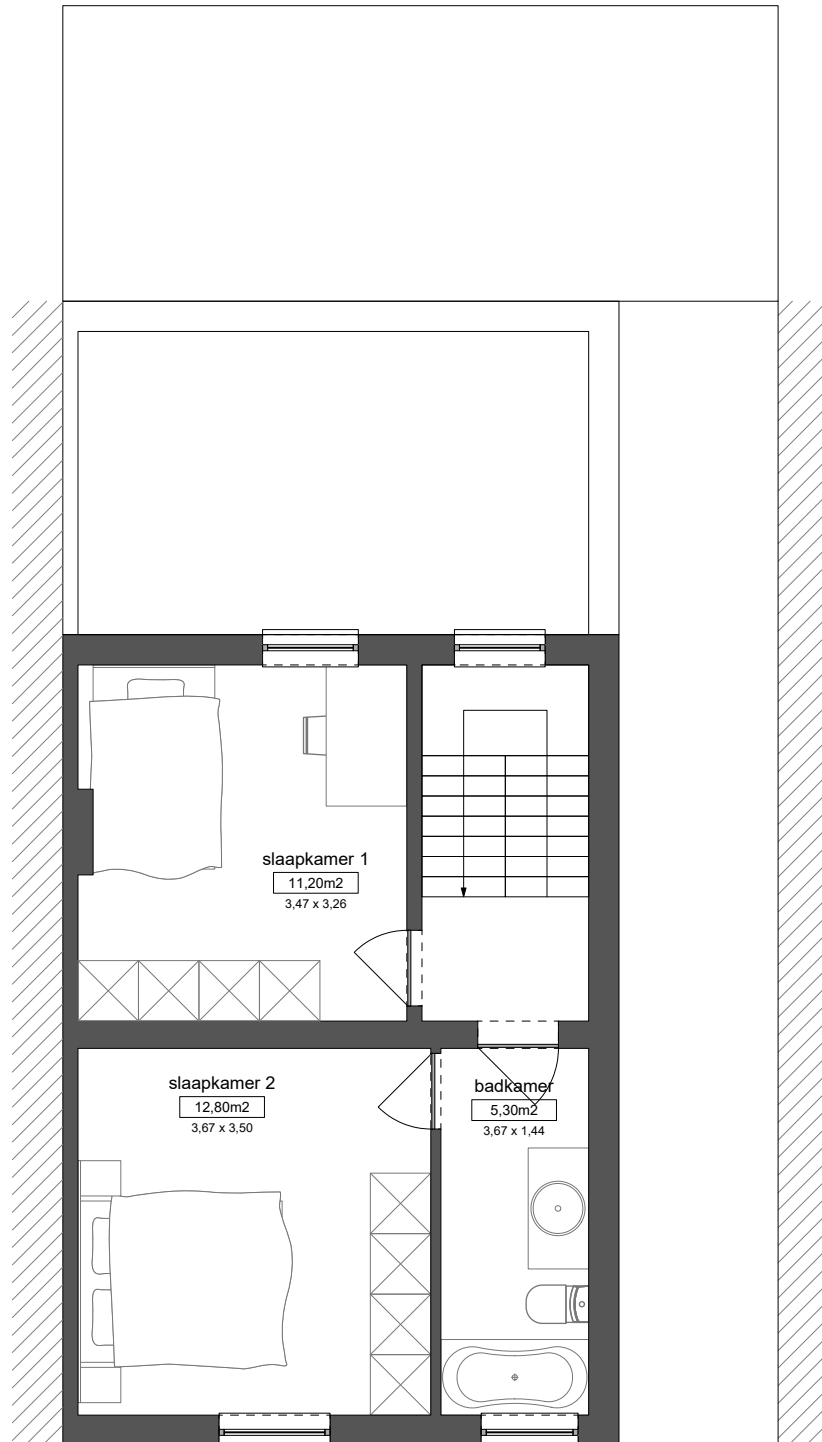 slaapkamer 1
11,20m2
3,47 x 3,26
slaapkamer 2
12,80m2
3,67 x 3,50
badkamer
5,30m2
3,67 x 1,44